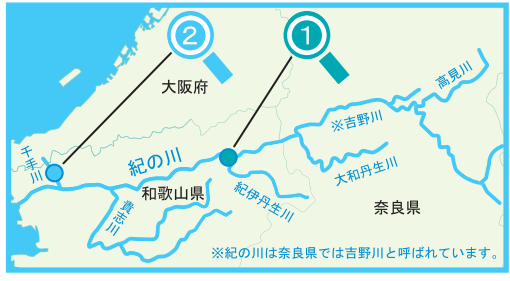 ② ①
大阪府
高見川
※吉野川
千手川
紀の川
大和丹生川
和歌山県
紀伊丹生川
貴志川
奈良県
※紀の川は奈良県では吉野川と呼ばれています。